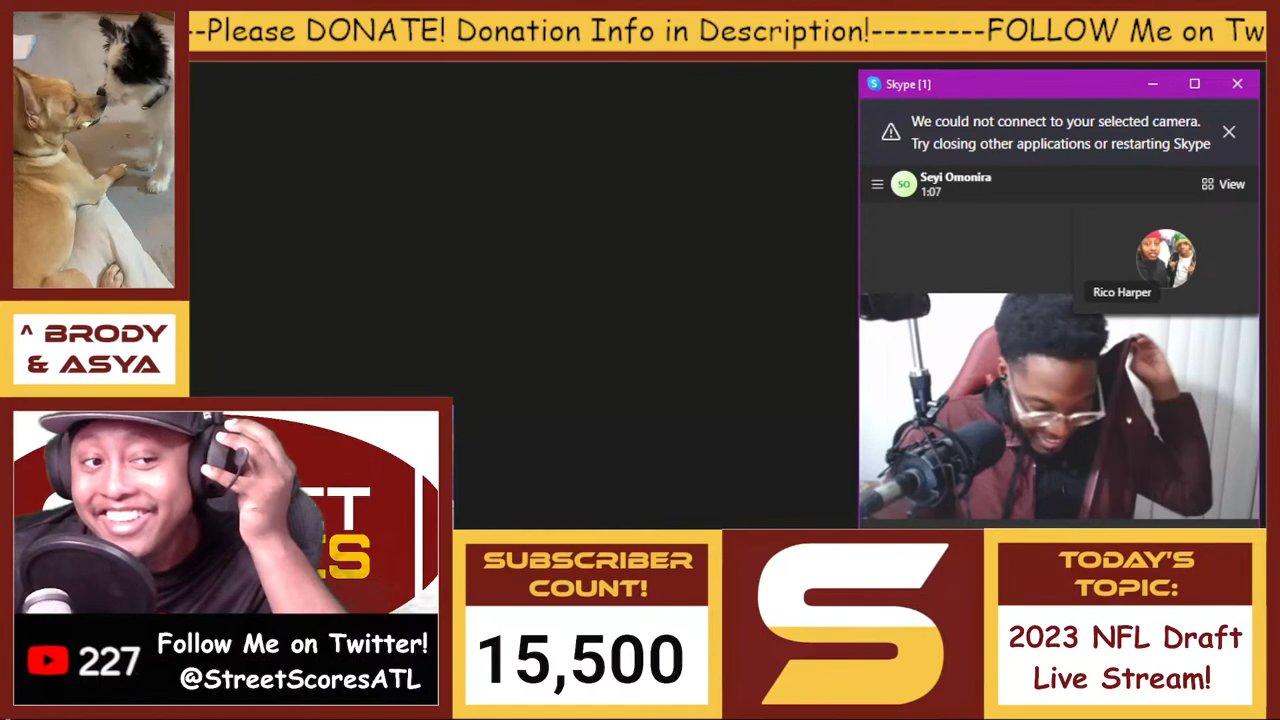 --Please DONATE! Donation Info in Description!---------FOLLOW Me on Tw
Skype [1]
We could not connect to your selected camera.
Try closing other applications or restarting Skype
SO
Seyi Omonira
1:07
View
Rico Harper
^ BRODY
& ASYA
227
Follow Me on Twitter!
@StreetScoresATL
SUBSCRIBER
COUNT!
15,500
S
TODAY'S
TOPIC:
2023 NFL Draft
Live Stream!